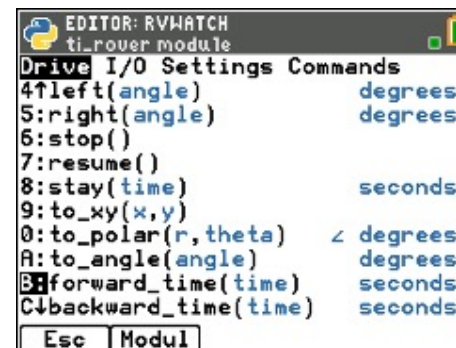 EDITOR: RVWATCH
ti_rover module
Drive I/O Settings Commands
4↑left(angle) degrees
5:right(angle) degrees
6:stop()
7:resume()
8:stay(time) seconds
9:to_xy(x,y)
0:to_polar(r,theta) ∠ degrees
A:to_angle(angle) degrees
B:forward_time(time) seconds
C↓backward_time(time) seconds
Esc Modul